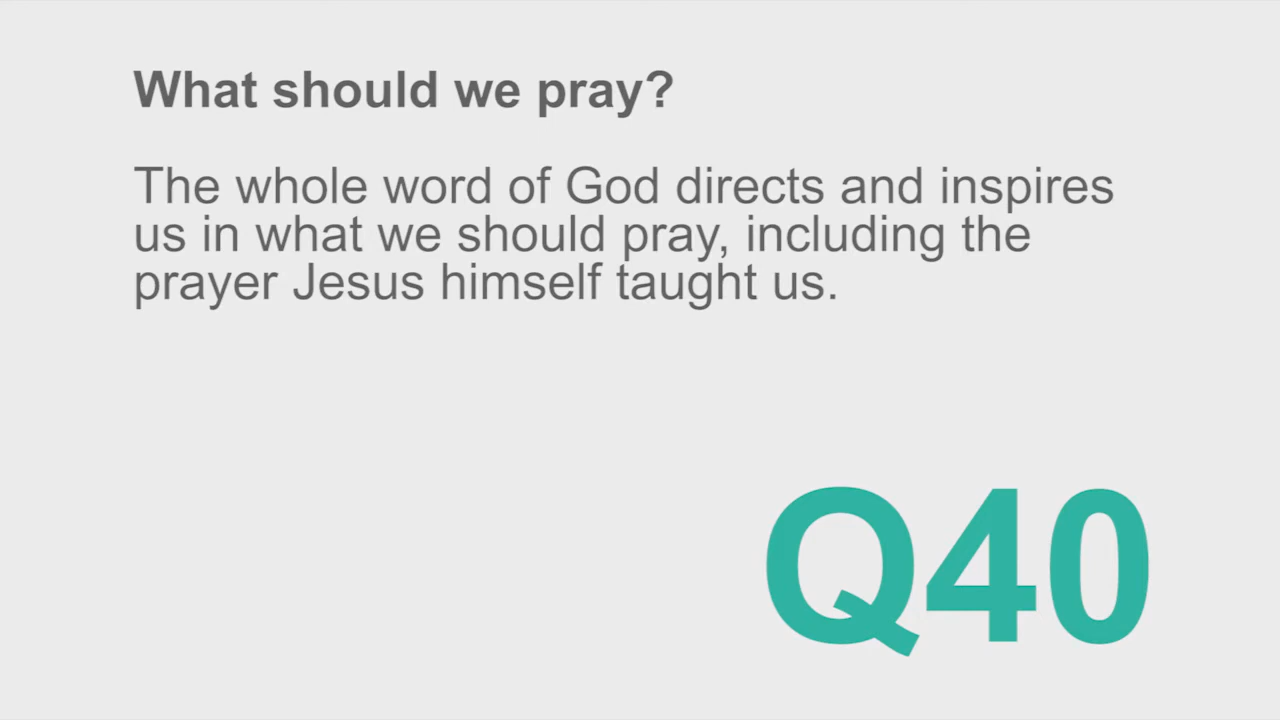 What should we pray?
The whole word of God directs and inspires
us in what we should pray, including the
prayer Jesus himself taught us.
Q40